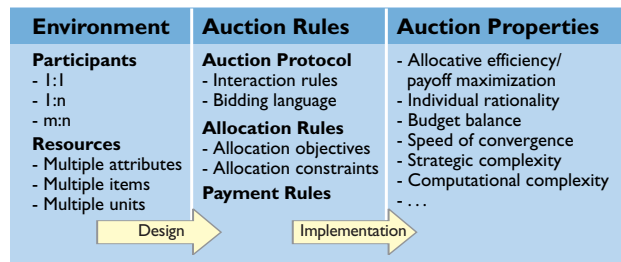 Environment
Participants
- 1:1
- 1:n
- m:n
Resources
- Multiple attributes
- Multiple items
- Multiple units
Auction Rules
Auction Protocol
- Interaction rules
- Bidding language
Allocation Rules
- Allocation objectives
- Allocation constraints
Payment Rules
Auction Properties
- Allocative efficiency/
payoff maximization
- Individual rationality
- Budget balance
- Speed of convergence
- Strategic complexity
- Computational complexity
- . . .
Design
Implementation